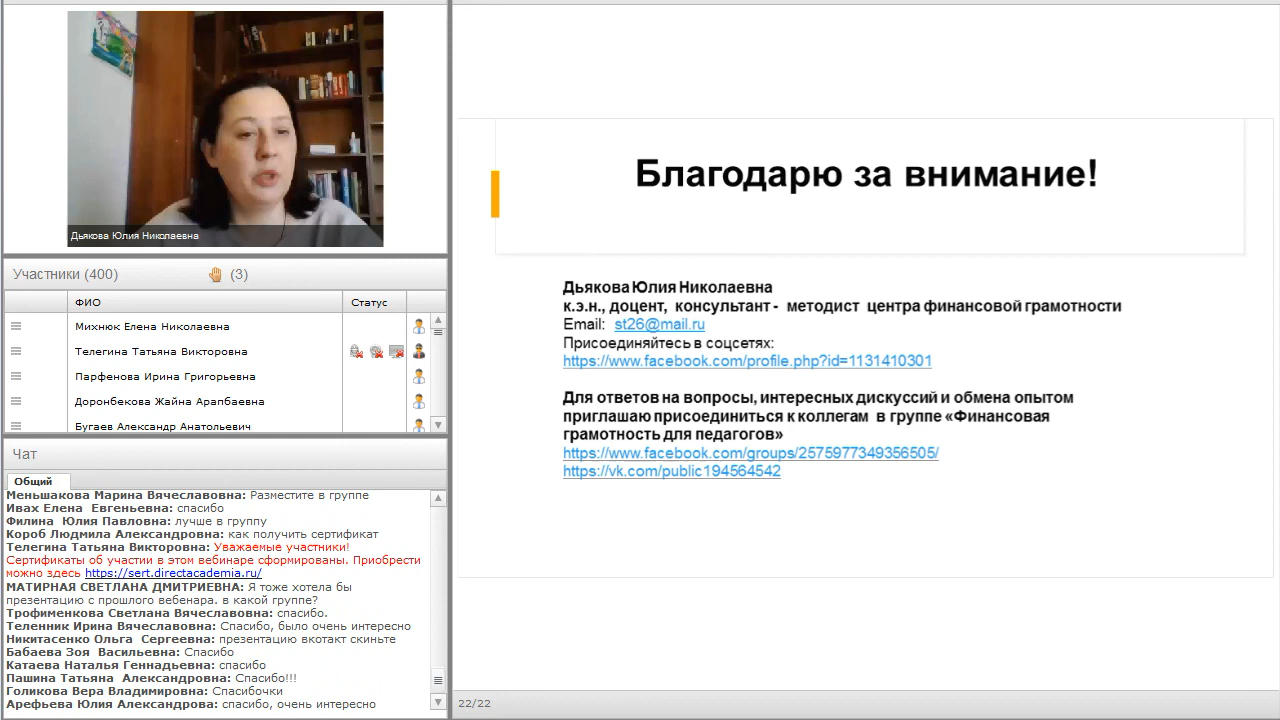 Дьякова Юлия Николаевна
Участники (400)
(3)
ФИО
Статус
Михнюк Елена Николаевна
Телегина Татьяна Викторовна
Парфенова Ирина Григорьевна
Доронбекова Жайна Арапбаевна
Бугаев Александр Анатольевич
Чат
Общий
Меньшакова Марина Вячеславовна: Разместите в группе
Ивах Елена  Евгеньевна: спасибо
Филина  Юлия Павловна: лучше в группу
Короб Людмила Александровна: как получить сертификат
Телегина Татьяна Викторовна: Уважаемые участники!
Сертификаты об участии в этом вебинаре сформированы. Приобрести
можно здесь https://sert.directacademia.ru/
МАТИРНАЯ СВЕТЛАНА ДМИТРИЕВНА: Я тоже хотела бы
презентацию с прошлого вебенара. в какой группе?
Трофименкова Светлана Вячеславовна: спасибо.
Теленник Ирина Вячеславовна: Спасибо, было очень интересно
Никитасенко Ольга  Сергеевна: презентацию вкотакт скиньте
Бабаева Зоя  Васильевна: Спасибо
Катаева Наталья Геннадьевна: спасибо
Пашина Татьяна  Александровна: Спасибо!!!
Голикова Вера Владимировна: Спасибочки
Арефьева Юлия Александрова: спасибо, очень интересно
Благодарю за внимание!
Дьякова Юлия Николаевна
к.э.н., доцент, консультант - методист центра финансовой грамотности
Email: st26@mail.ru
Присоединяйтесь в соцсетях:
https://www.facebook.com/profile.php?id=1131410301
Для ответов на вопросы, интересных дискуссий и обмена опытом
приглашаю присоединиться к коллегам в группе «Финансовая
грамотность для педагогов»
https://www.facebook.com/groups/2575977349356505/
https://vk.com/public194564542
22/22